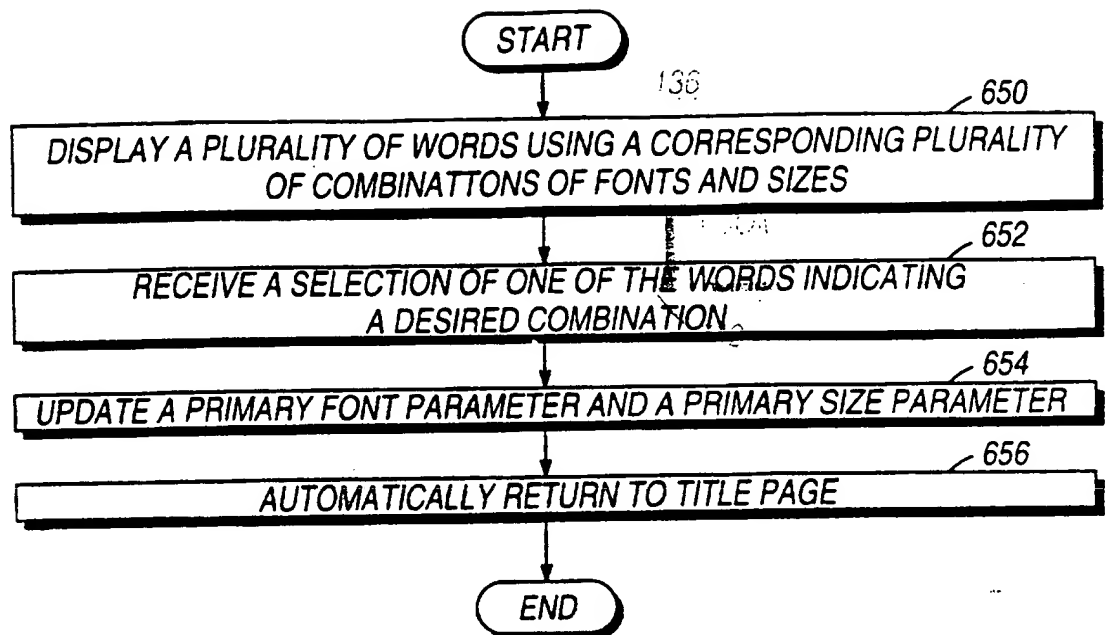 START
136
650
DISPLAY A PLURALITY OF WORDS USING A CORRESPONDING PLURALITY
OF COMBINATTONS OF FONTS AND SIZES
652
RECEIVE A SELECTION OF ONE OF THE WORDS INDICATING
A DESIRED COMBINATION
654
UPDATE A PRIMARY FONT PARAMETER AND A PRIMARY SIZE PARAMETER
656
AUTOMATICALLY RETURN TO TITLE PAGE
END